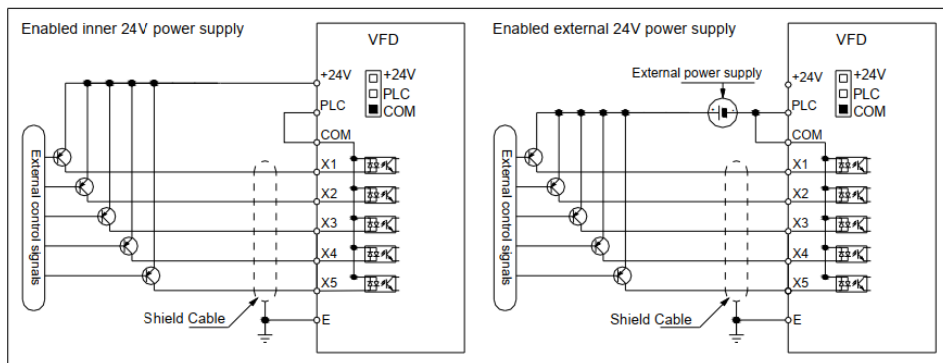 Enabled inner 24V power supply
VFD
+24V
+24V
PLC
COM
PLC
COM
X1
X2
X3
X4
X5
E
External control signals
Shield Cable
Enabled external 24V power supply
VFD
External power supply
+24V
+24V
PLC
COM
PLC
COM
X1
X2
X3
X4
X5
E
External control signals
Shield Cable